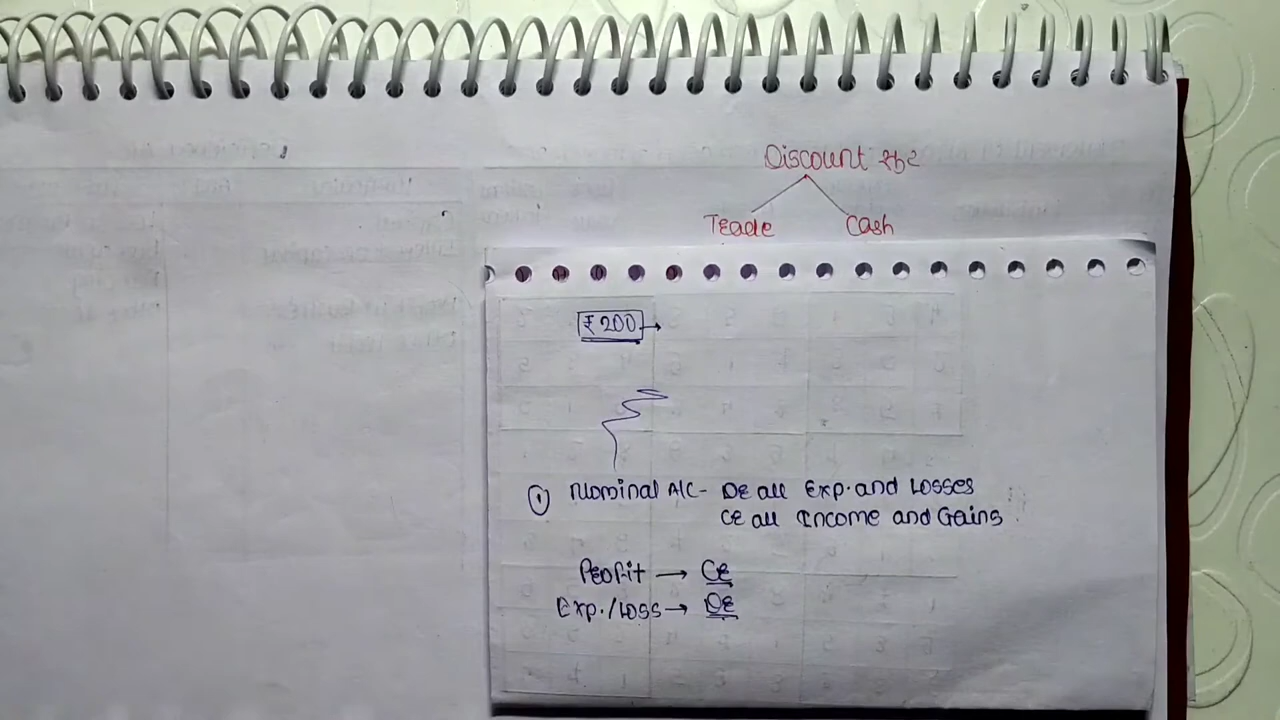 Discount
Trade Cash
₹200 →
① Nominal A/C - Dr all Exp. and Losses
Cr all Income and Gains
Profit → Cr
Exp./Loss → Dr